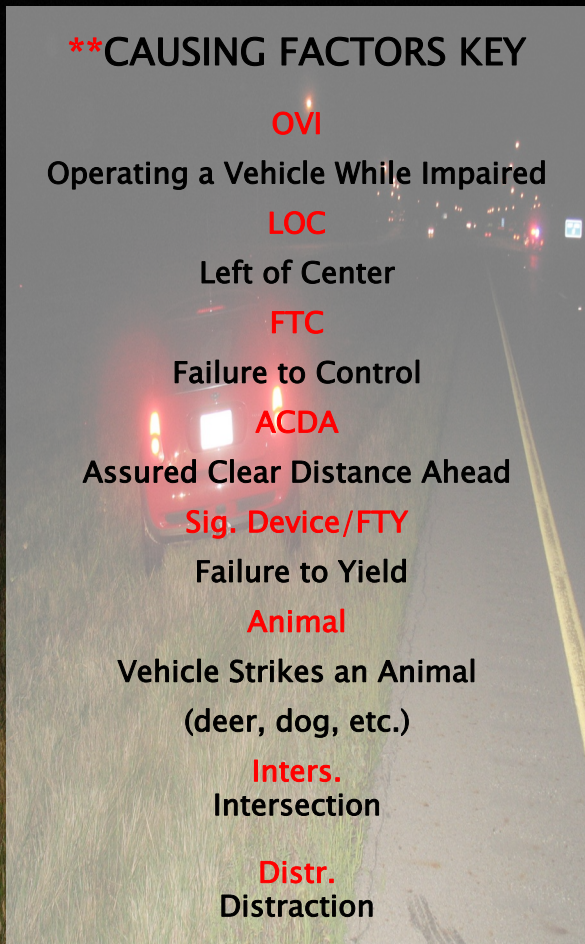 **CAUSING FACTORS KEY
OVI
Operating a Vehicle While Impaired
LOC
Left of Center
FTC
Failure to Control
ACDA
Assured Clear Distance Ahead
Sig. Device/FTY
Failure to Yield
Animal
Vehicle Strikes an Animal
(deer, dog, etc.)
Inters.
Intersection
Distr.
Distraction